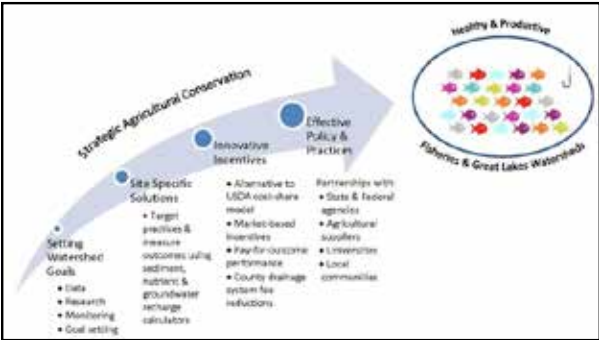 Healthy & Productive
Fisheries & Great Lakes Watersheds
Strategic Agricultural Conservation
Setting
Watershed
Goals
• Data
• Research
• Monitoring
• Goal setting
Site Specific
Solutions
• Target
practices &
measure
outcomes using
sediment,
nutrient &
groundwater
recharge
calculators
Innovative
Incentives
• Alternative to
USDA cost-share
model
• Market-based
incentives
• Pay-for-outcome
performance
• County drainage
system fee
reductions
Effective
Policy &
Practices
Partnerships with:
• State & Federal
agencies
• Agricultural
suppliers
• Universities
• Local
communities